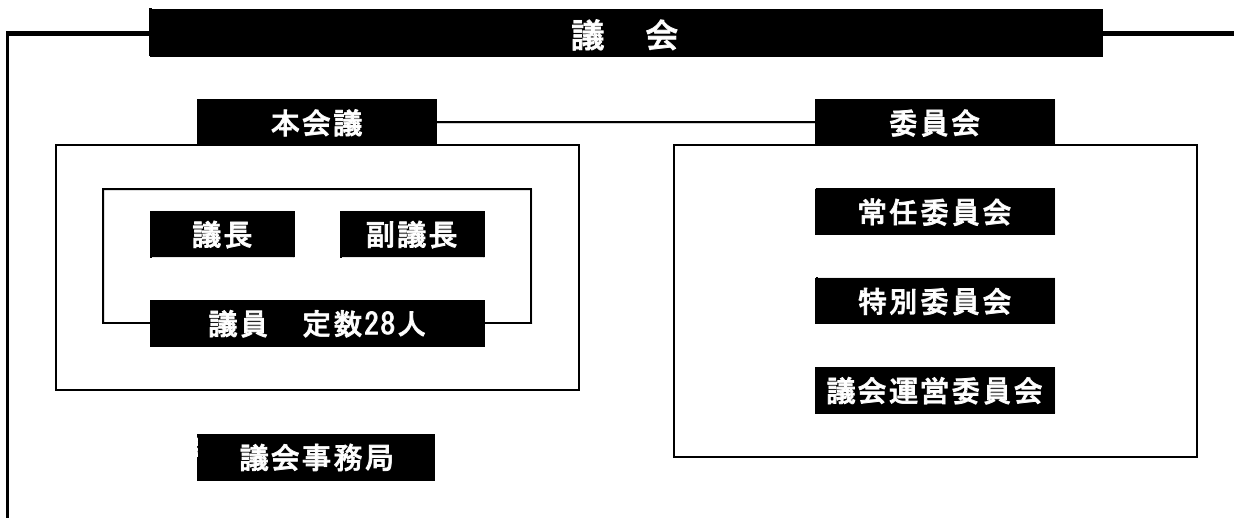 議　会
本会議
委員会
議長
副議長
議員　定数28人
常任委員会
特別委員会
議会運営委員会
議会事務局